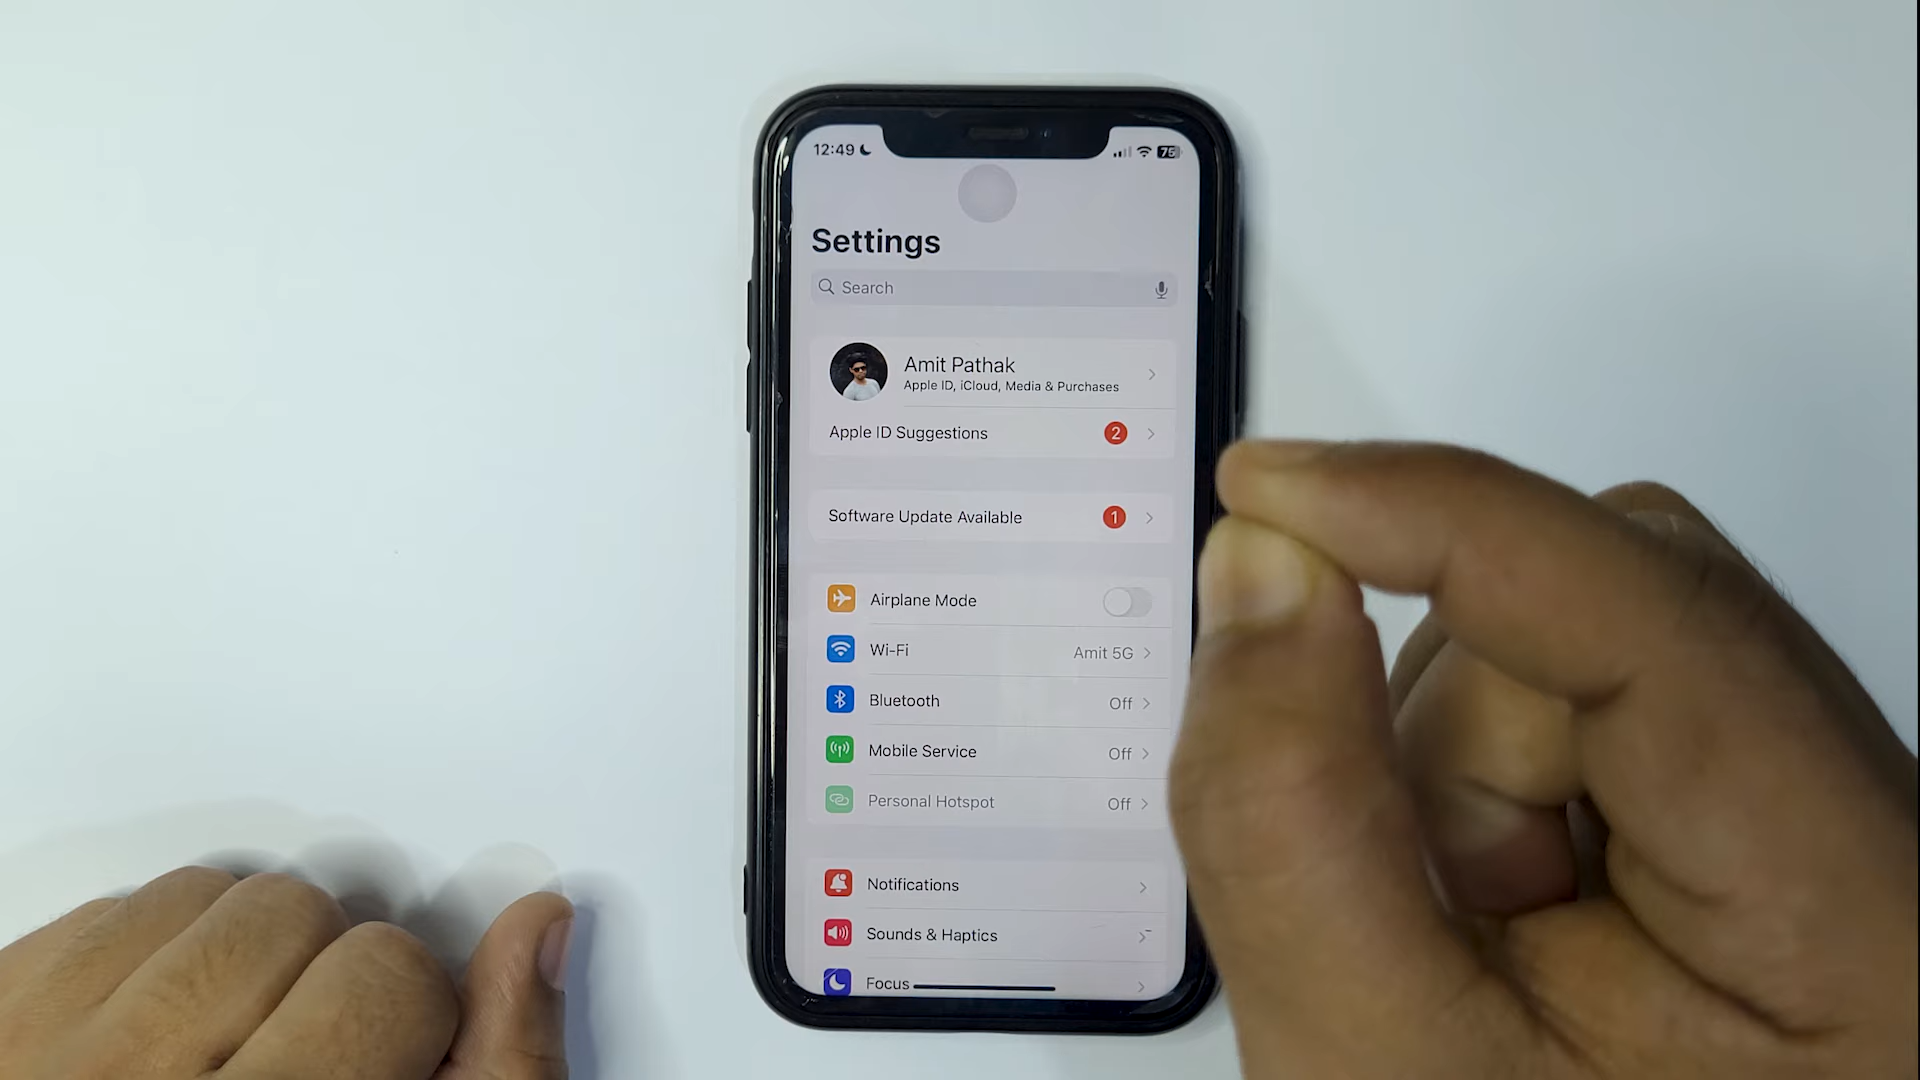 12:49
75
Settings
Search
Amit Pathak
Apple ID, iCloud, Media & Purchases
Apple ID Suggestions 2
Software Update Available 1
Airplane Mode
Wi-Fi Amit 5G
Bluetooth Off
Mobile Service Off
Personal Hotspot Off
Notifications
Sounds & Haptics
Focus